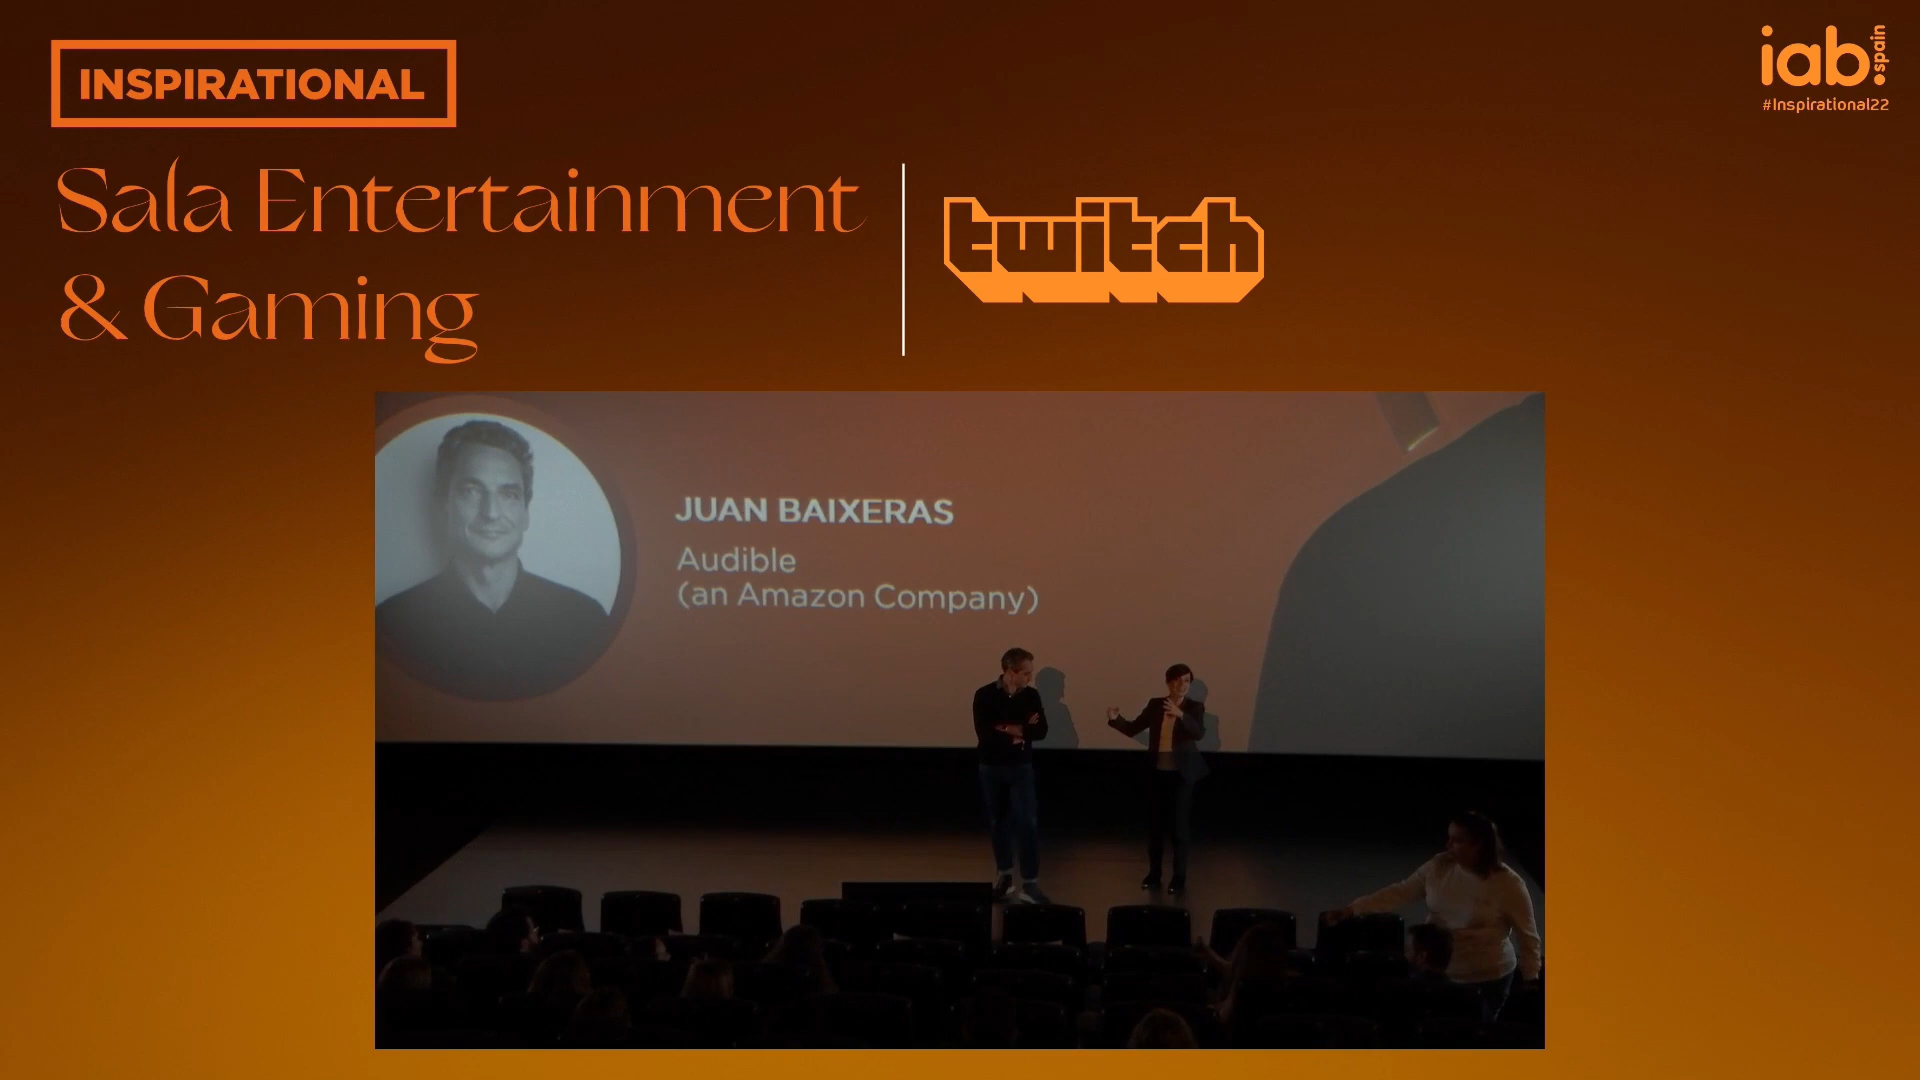 INSPIRATIONAL
iab.spain
#Inspirational22
Sala Entertainment
& Gaming
twitch
JUAN BAIXERAS
Audible
(an Amazon Company)